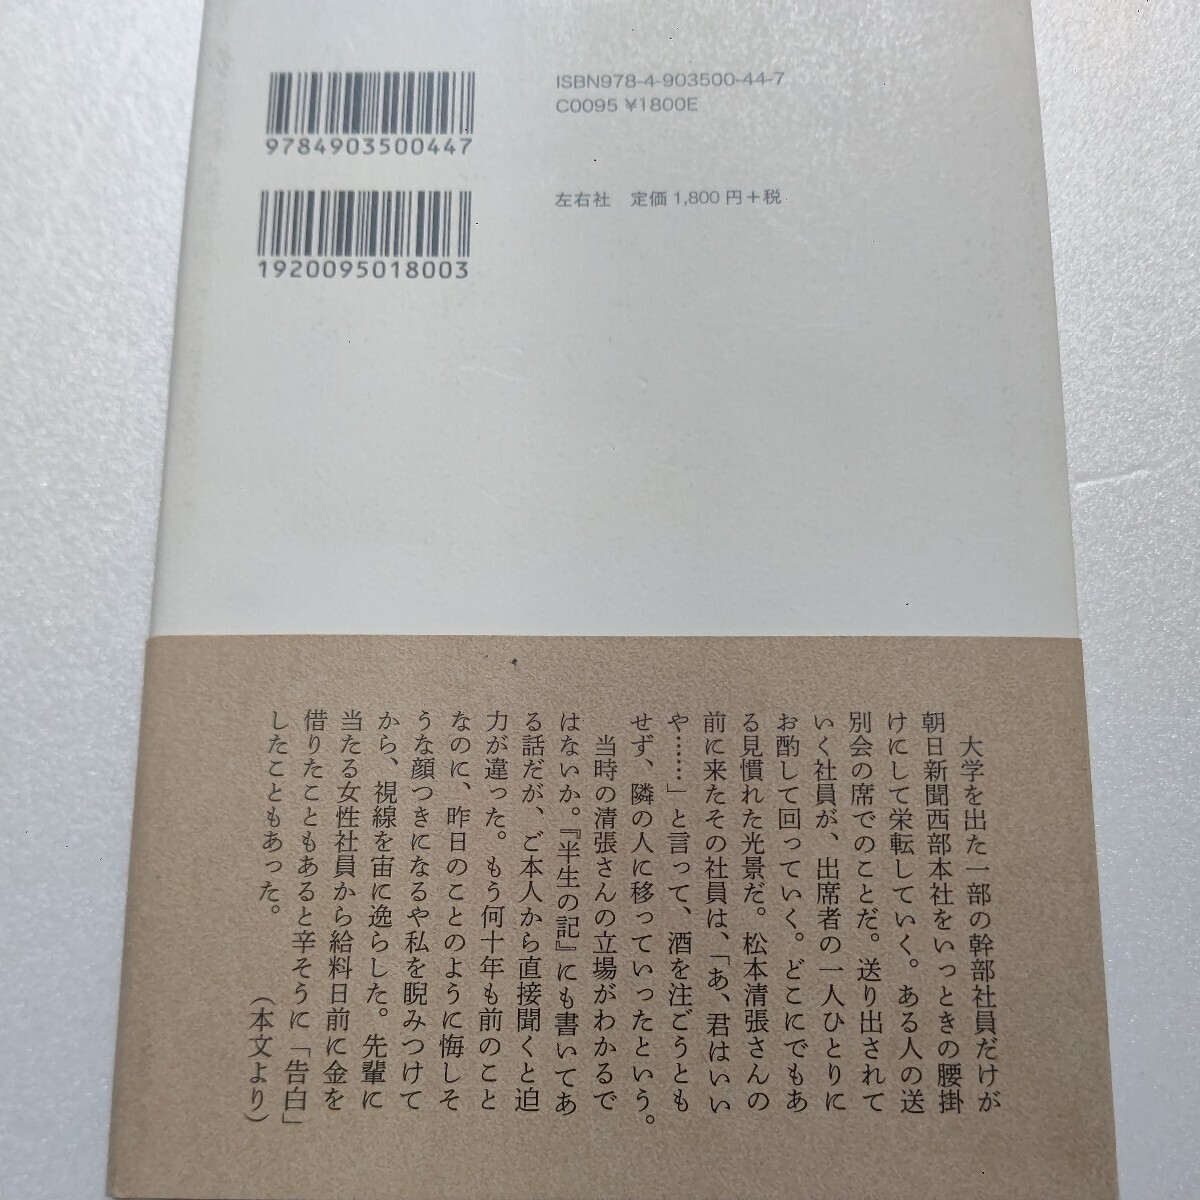 ISBN978-4-903500-44-7
C0095 ¥1800E
9784903500447
左右社 定価1,800円+税
1920095018003
大学を出た一部の幹部社員だけが
朝日新聞西部本社をいっときの腰掛
けにして栄転していく。ある人の送
別会の席でのことだ。送り出されて
いく社員が、出席者の一人ひとりに
お酌して回っていく。どこにでもあ
る見慣れた光景だ。松本清張さんの
前に来たその社員は、「あ、君はいい
や……」と言って、酒を注ごうとも
せず、隣の人に移っていったという。
当時の清張さんの立場がわかるで
はないか。『半生の記』にも書いてあ
る話だが、ご本人から直接聞くと迫
力が違った。もう何十年も前のこと
なのに、昨日のことのように悔しそ
うな顔つきになるや私を睨みつけて
から、視線を宙に逸らした。先輩に
当たる女性社員から給料日前に金を
借りたこともあると辛そうに「告白」
したこともあった。
(本文より)